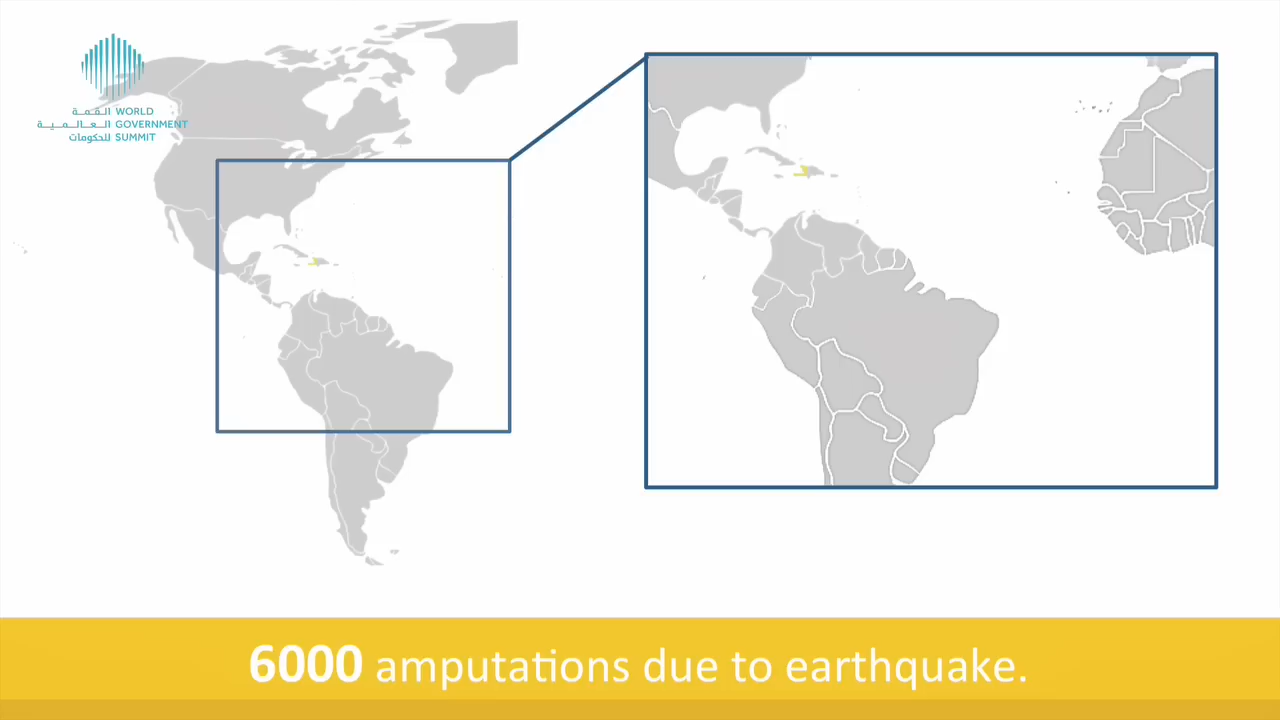 القمة WORLD
العالمية GOVERNMENT
للحكومات SUMMIT
6000 amputations due to earthquake.